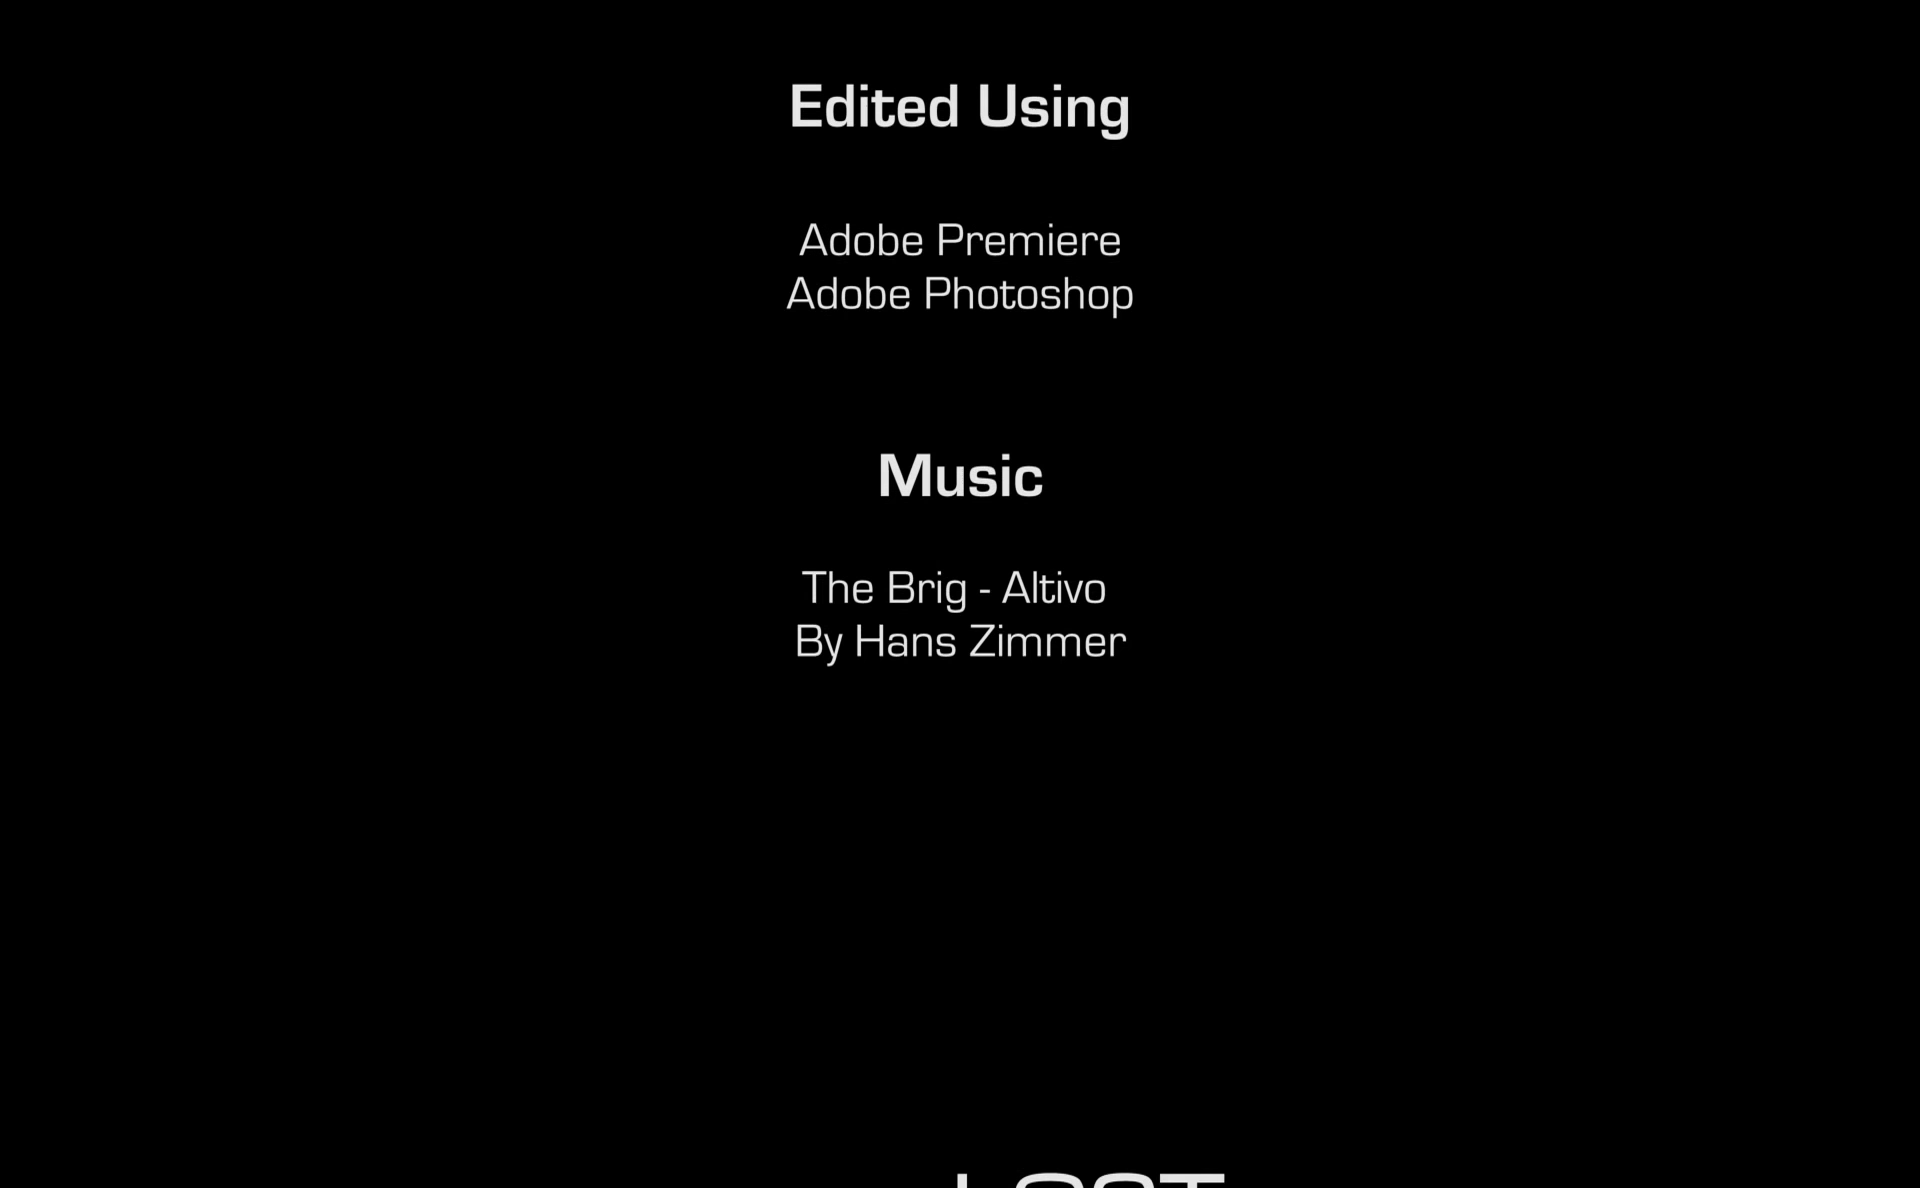 Edited Using
Adobe Premiere
Adobe Photoshop
Music
The Brig - Altivo
By Hans Zimmer